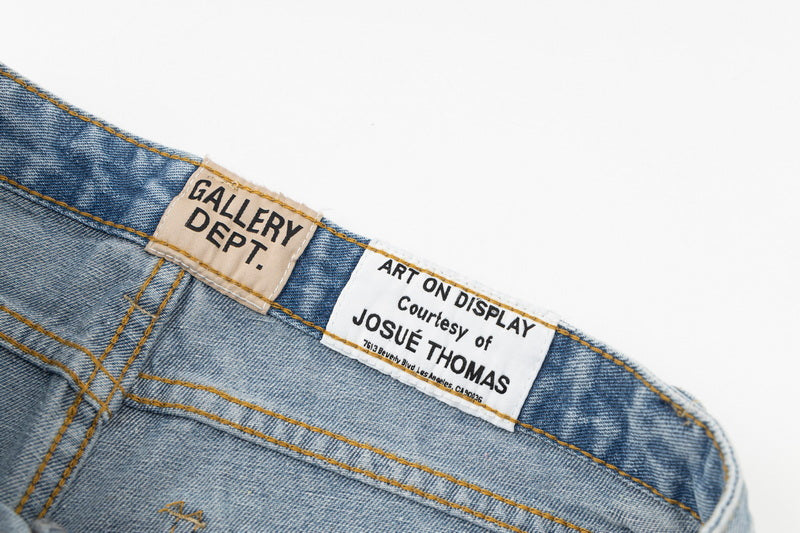 GALLERY
DEPT.
ART ON DISPLAY
Courtesy of
JOSUÉ THOMAS
7613 Beverly Blvd Los Angeles, CA 90036